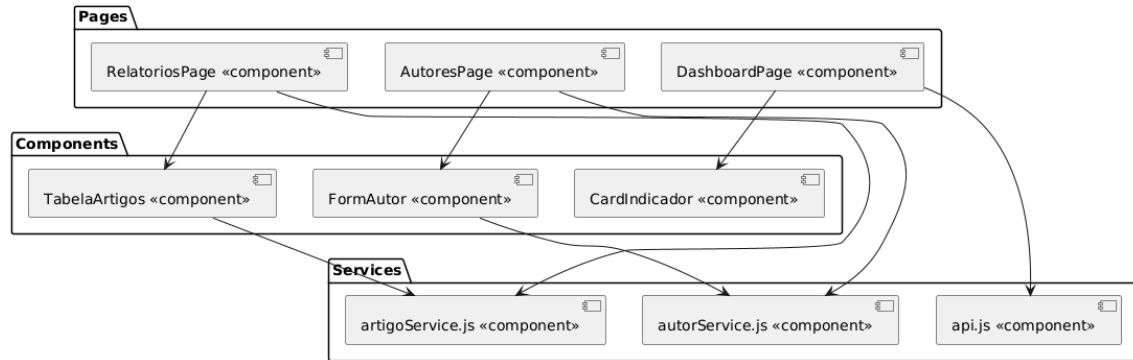 Pages
RelatoriosPage «component»
AutoresPage «component»
DashboardPage «component»
Components
TabelaArtigos «component»
FormAutor «component»
CardIndicador «component»
Services
artigoService.js «component»
autorService.js «component»
api.js «component»